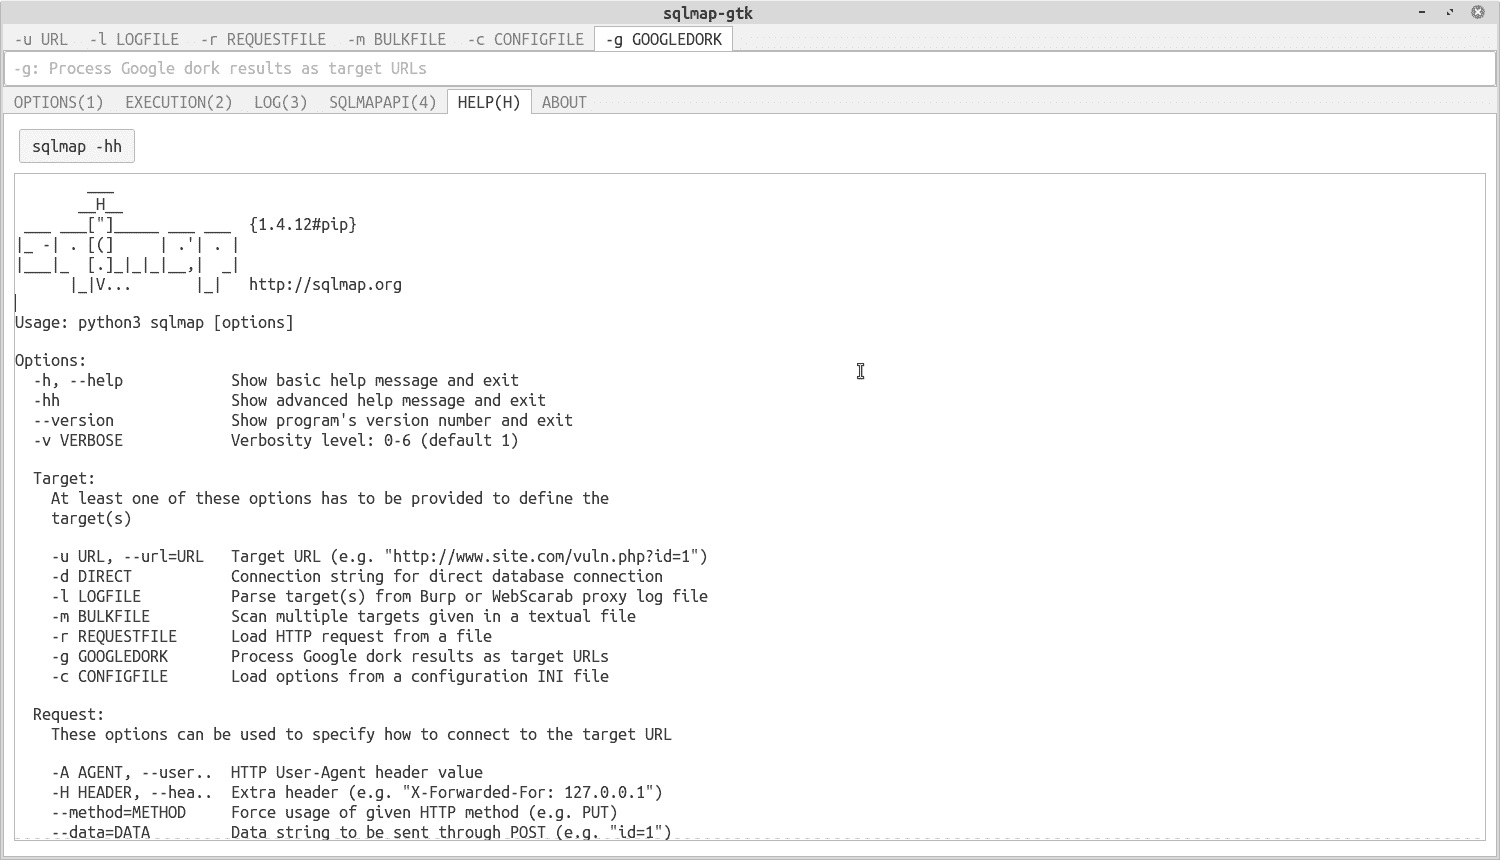 sqlmap-gtk
-u URL -l LOGFILE -r REQUESTFILE -m BULKFILE -c CONFIGFILE -g GOOGLEDORK
-g: Process Google dork results as target URLs
OPTIONS(1) EXECUTION(2) LOG(3) SQLMAPAPI(4) HELP(H) ABOUT
sqlmap -hh
        ___
       __H__
 ___ ___["]_____ ___ ___  {1.4.12#pip}
|_ -| . [(]     | .'| . |
|___|_  [.]_|_|_|__,|  _|
      |_|V...       |_|   http://sqlmap.org
Usage: python3 sqlmap [options]
Options:
  -h, --help            Show basic help message and exit
  -hh                   Show advanced help message and exit
  --version             Show program's version number and exit
  -v VERBOSE            Verbosity level: 0-6 (default 1)
  Target:
    At least one of these options has to be provided to define the
    target(s)
    -u URL, --url=URL   Target URL (e.g. "http://www.site.com/vuln.php?id=1")
    -d DIRECT           Connection string for direct database connection
    -l LOGFILE          Parse target(s) from Burp or WebScarab proxy log file
    -m BULKFILE         Scan multiple targets given in a textual file
    -r REQUESTFILE      Load HTTP request from a file
    -g GOOGLEDORK       Process Google dork results as target URLs
    -c CONFIGFILE       Load options from a configuration INI file
  Request:
    These options can be used to specify how to connect to the target URL
    -A AGENT, --user..  HTTP User-Agent header value
    -H HEADER, --hea..  Extra header (e.g. "X-Forwarded-For: 127.0.0.1")
    --method=METHOD     Force usage of given HTTP method (e.g. PUT)
    --data=DATA         Data string to be sent through POST (e.g. "id=1")